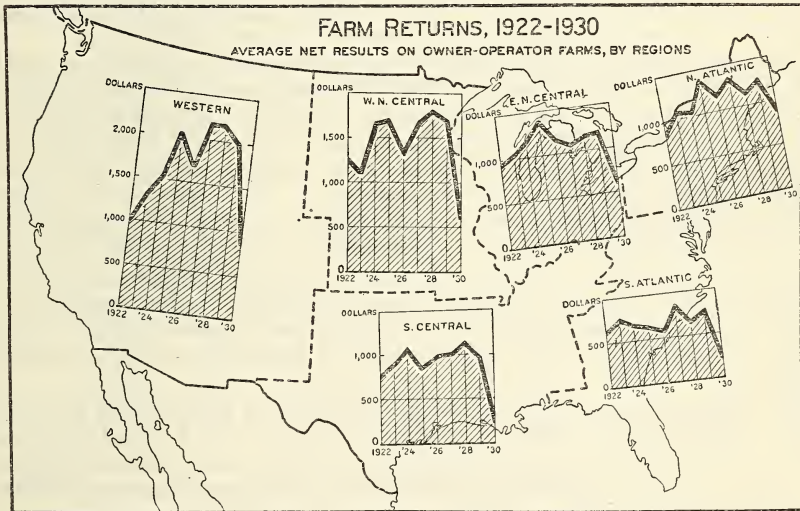 FARM RETURNS, 1922-1930
AVERAGE NET RESULTS ON OWNER-OPERATOR FARMS, BY REGIONS
DOLLARS
WESTERN
2,000
1,500
1,000
500
0
1922 '24 '26 '28 '30
DOLLARS
W. N. CENTRAL
1,500
1,000
500
0
1922 '24 '26 '28 '30
DOLLARS
E. N. CENTRAL
1,000
500
0
1922 '24 '26 '28 '30
DOLLARS
N. ATLANTIC
1,000
500
0
1922 '24 '26 '28 '30
DOLLARS
S. CENTRAL
1,000
500
0
1922 '24 '26 '28 '30
DOLLARS
S. ATLANTIC
500
0
1922 '24 '26 '28 '30